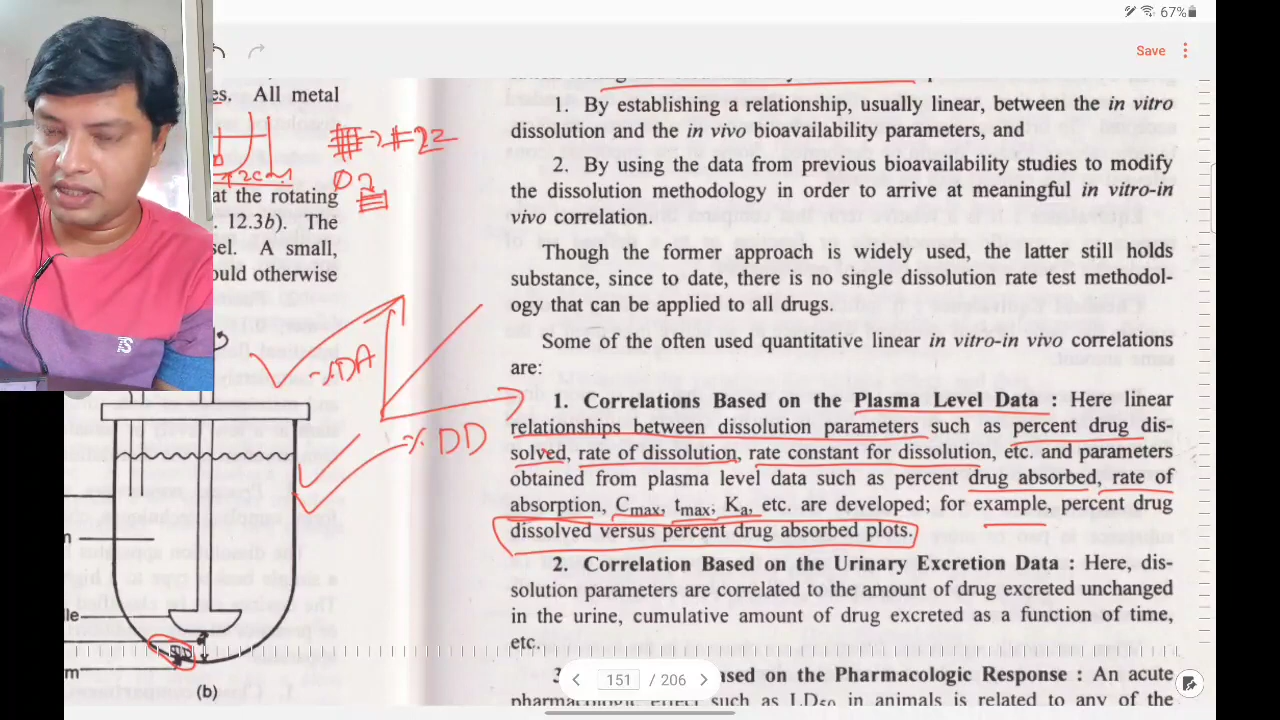 67%
Save
es. All metal
at the rotating
. 12.3b). The
sel. A small,
ould otherwise
%DA
%DD
(b)
1. By establishing a relationship, usually linear, between the in vitro
dissolution and the in vivo bioavailability parameters, and
2. By using the data from previous bioavailability studies to modify
the dissolution methodology in order to arrive at meaningful in vitro-in
vivo correlation.
Though the former approach is widely used, the latter still holds
substance, since to date, there is no single dissolution rate test methodol-
ogy that can be applied to all drugs.
Some of the often used quantitative linear in vitro-in vivo correlations
are:
1. Correlations Based on the Plasma Level Data : Here linear
relationships between dissolution parameters such as percent drug dis-
solved, rate of dissolution, rate constant for dissolution, etc. and parameters
obtained from plasma level data such as percent drug absorbed, rate of
absorption, Cmax, tmax, Ka, etc. are developed; for example, percent drug
dissolved versus percent drug absorbed plots.
2. Correlation Based on the Urinary Excretion Data : Here, dis-
solution parameters are correlated to the amount of drug excreted unchanged
in the urine, cumulative amount of drug excreted as a function of time,
etc.
3 ased on the Pharmacologic Response : An acute
pharmacologic effect such as LD50 in animals is related to any of the
151 / 206